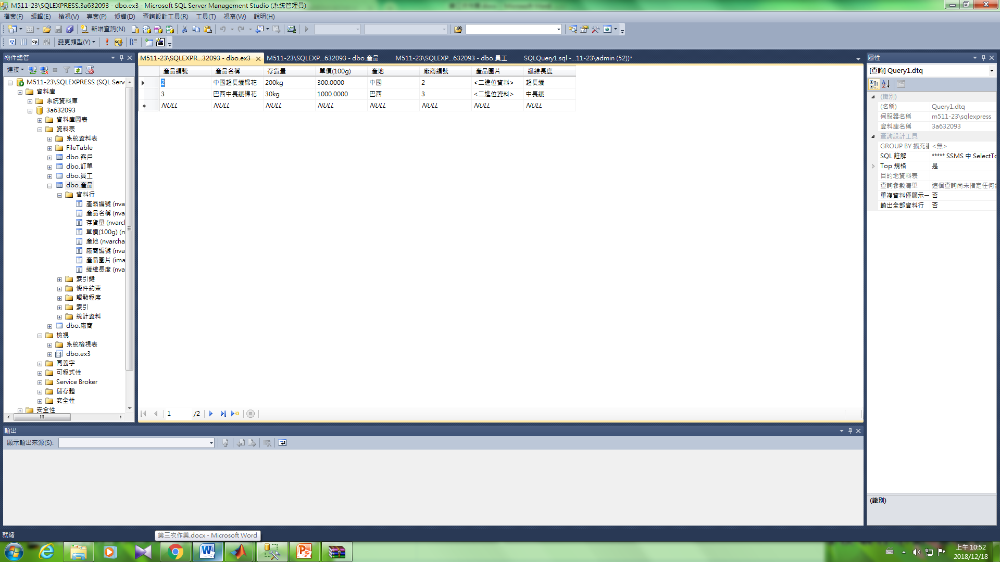 M511-23\SQLEXPRESS.3a632093 - dbo.ex3 - Microsoft SQL Server Management Studio (系統管理員)
檔案(F) 編輯(E) 檢視(V) 專案(P) 偵錯(D) 查詢設計工具(R) 工具(T) 視窗(W) 說明(H)
新增查詢(N)
變更類型(Y)
物件總管
連接
M511-23\SQLEXPRESS (SQL Serv
資料庫
系統資料庫
3a632093
資料庫圖表
資料表
系統資料表
FileTable
dbo.客戶
dbo.訂單
dbo.員工
dbo.產品
資料行
產品編號 (nva
產品名稱 (nva
存貨量 (nvarcl
單價(100g) (m
產地 (nvarcha
廠商編號 (nva
產品圖片 (ima
纖維長度 (nva
索引鍵
條件約束
觸發程序
索引
統計資料
dbo.廠商
檢視
系統檢視表
dbo.ex3
同義字
可程式性
Service Broker
儲存體
安全性
安全性
M511-23\SQLEXPR...32093 - dbo.ex3 M511-23\SQLEXP...632093 - dbo.產品 M511-23\SQLEXP...632093 - dbo.員工 SQLQuery1.sql -...11-23\admin (52))*
產品編號 產品名稱 存貨量 單價(100g) 產地 廠商編號 產品圖片 纖維長度
2 中國超長纖棉花 200kg 300.0000 中國 2 <二進位資料> 超長纖
3 巴西中長纖棉花 30kg 1000.0000 巴西 3 <二進位資料> 中長纖
NULL NULL NULL NULL NULL NULL NULL NULL
1 /2
屬性
[查詢] Query1.dtq
(識別)
(名稱) Query1.dtq
伺服器名稱 m511-23\sqlexpress
資料庫名稱 3a632093
查詢設計工具
GROUP BY 擴充選 <無>
SQL 註解 ***** SSMS 中 SelectTo
Top 規格 是
目的地資料表
查詢參數清單 這個查詢尚未指定任何參
重複資料僅顯示一 否
輸出全部資料行 否
(識別)
輸出
顯示輸出來源(S):
就緒
第三次作業.docx - Microsoft Word
上午 10:52
2018/12/18